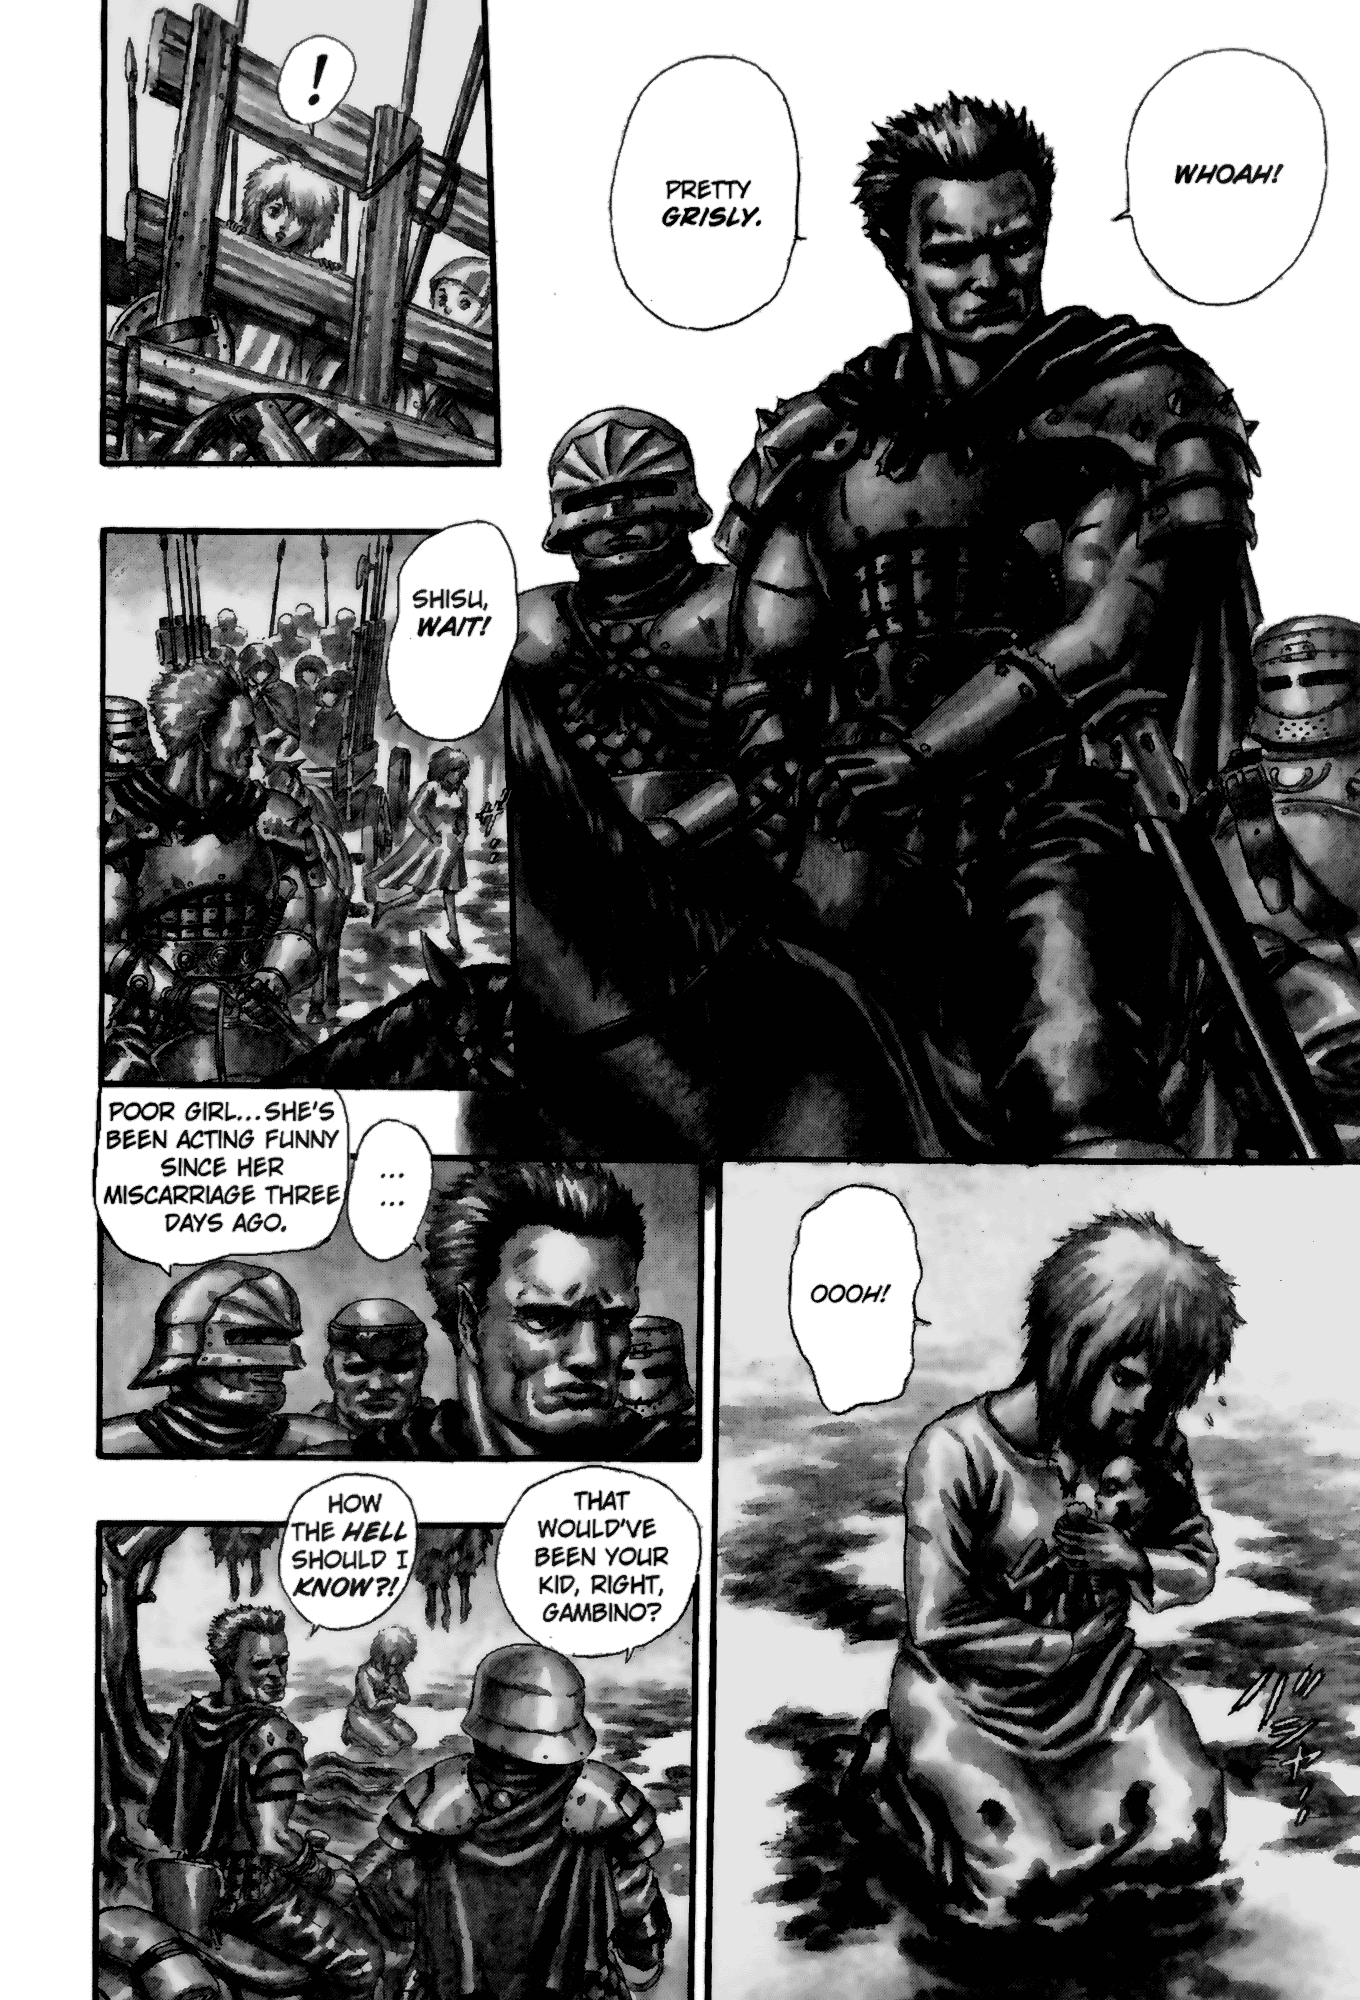 WHOAH!
PRETTY
GRISLY.
!
SHISU,
WAIT!
OOOH!
...
...
POOR GIRL...SHE'S
BEEN ACTING FUNNY
SINCE HER
MISCARRIAGE THREE
DAYS AGO.
THAT
WOULD'VE
BEEN YOUR
KID, RIGHT,
GAMBINO?
HOW
THE HELL
SHOULD I
KNOW?!